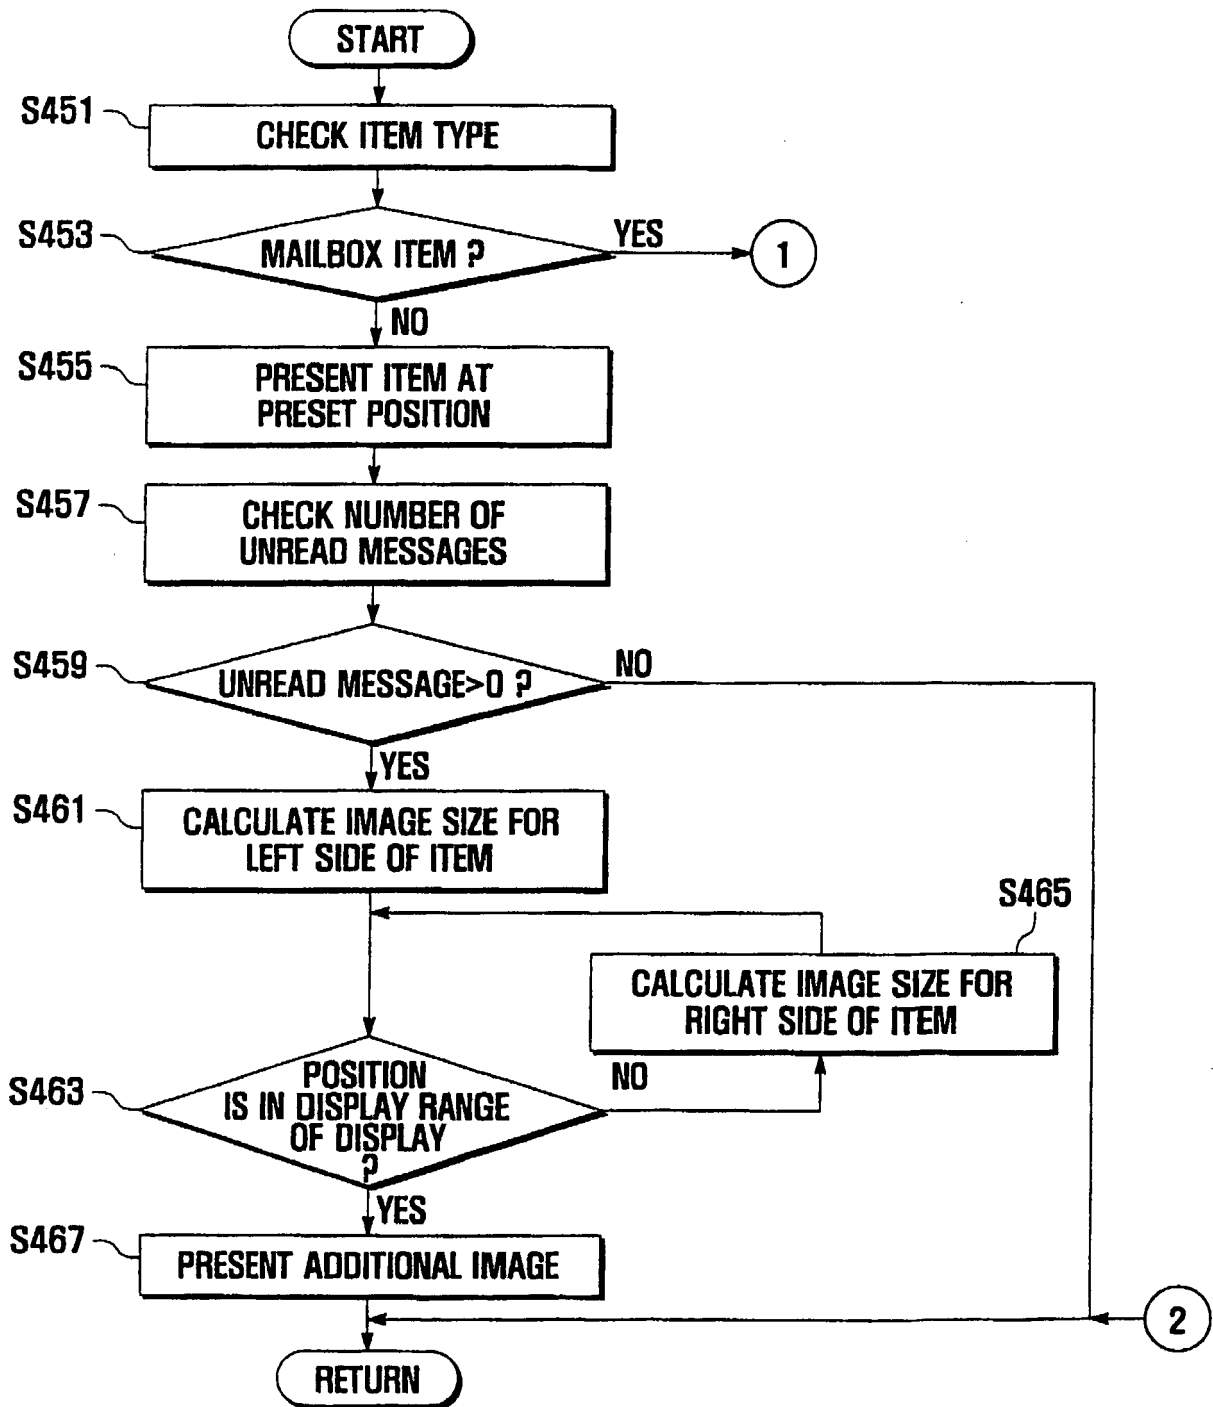 START
S451
CHECK ITEM TYPE
S453
MAILBOX ITEM ?
YES
1
NO
S455
PRESENT ITEM AT
PRESET POSITION
S457
CHECK NUMBER OF
UNREAD MESSAGES
S459
UNREAD MESSAGE>0 ?
NO
YES
S461
CALCULATE IMAGE SIZE FOR
LEFT SIDE OF ITEM
S465
CALCULATE IMAGE SIZE FOR
RIGHT SIDE OF ITEM
S463
POSITION
IS IN DISPLAY RANGE
OF DISPLAY
?
NO
YES
S467
PRESENT ADDITIONAL IMAGE
2
RETURN